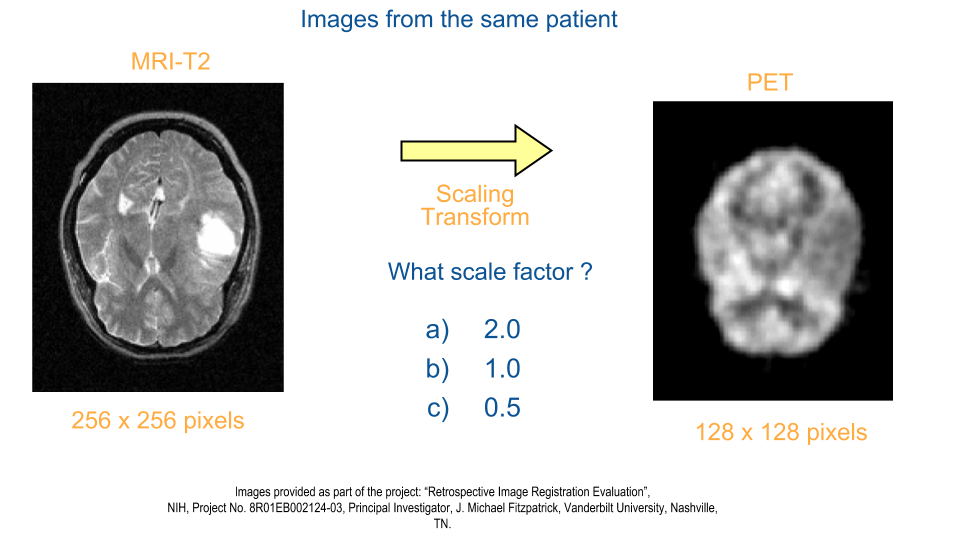 Images from the same patient
MRI-T2
PET
Scaling
Transform
What scale factor ?
a) 2.0
b) 1.0
c) 0.5
256 x 256 pixels
128 x 128 pixels
Images provided as part of the project: “Retrospective Image Registration Evaluation”,
NIH, Project No. 8R01EB002124-03, Principal Investigator, J. Michael Fitzpatrick, Vanderbilt University, Nashville,
TN.